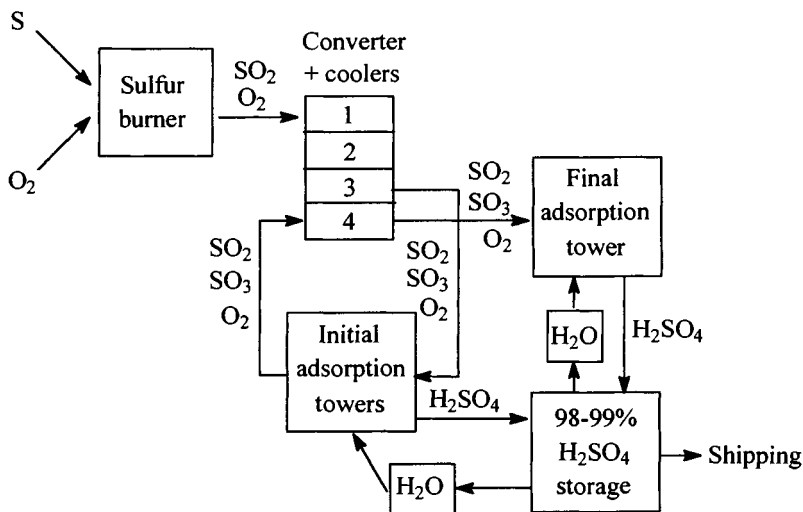 S
O₂
Sulfur
burner
SO₂
O₂
Converter
+ coolers
1
2
3
4
SO₂
SO₃
O₂
Final
adsorption
tower
SO₂
SO₃
O₂
SO₂
SO₃
O₂
Initial
adsorption
towers
H₂O
H₂SO₄
H₂SO₄
98-99%
H₂SO₄
storage
Shipping
H₂O